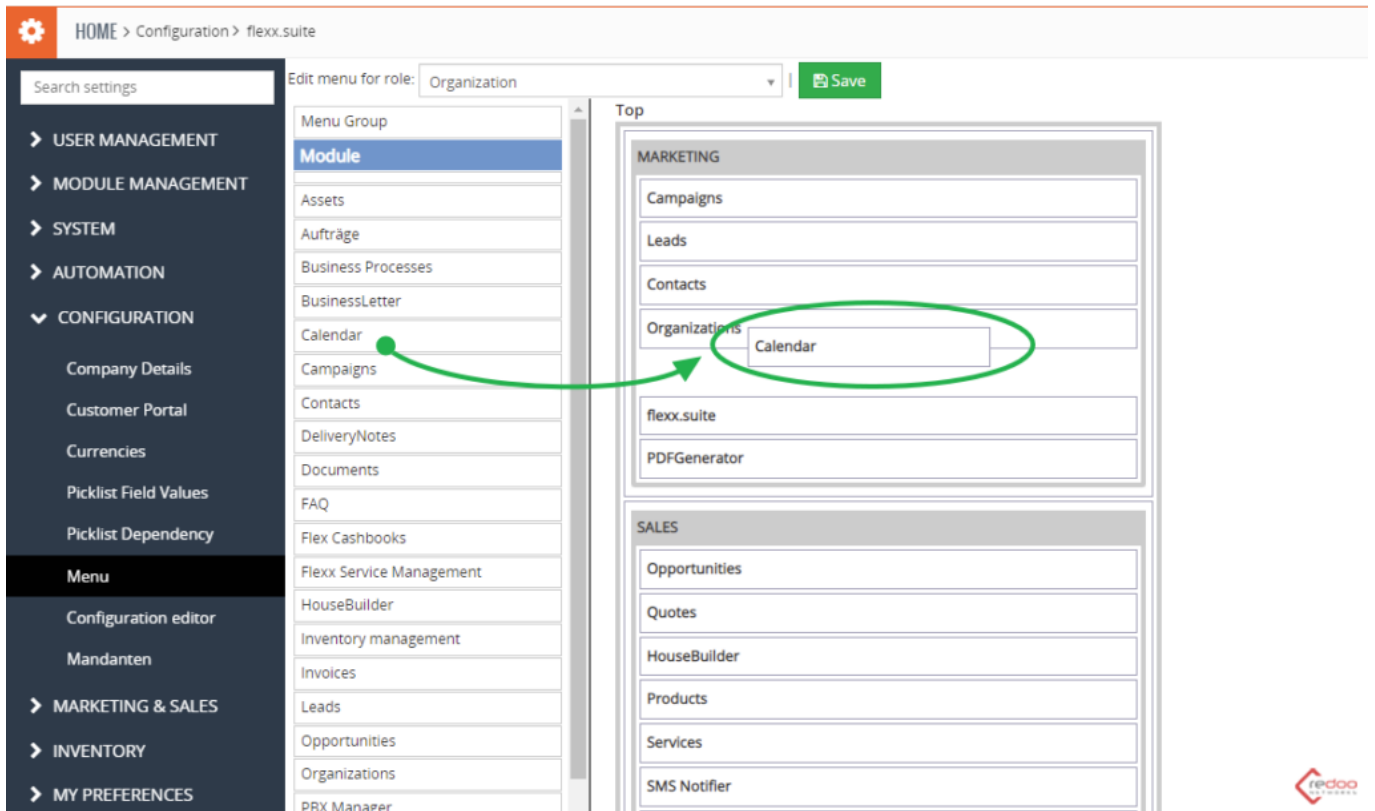 HOME > Configuration > flexx.suite
Search settings
USER MANAGEMENT
MODULE MANAGEMENT
SYSTEM
AUTOMATION
CONFIGURATION
Company Details
Customer Portal
Currencies
Picklist Field Values
Picklist Dependency
Menu
Configuration editor
Mandanten
MARKETING & SALES
INVENTORY
MY PREFERENCES
Edit menu for role: Organization | Save
Menu Group
Module
Assets
Aufträge
Business Processes
BusinessLetter
Calendar
Campaigns
Contacts
DeliveryNotes
Documents
FAQ
Flex Cashbooks
Flexx Service Management
HouseBuilder
Inventory management
Invoices
Leads
Opportunities
Organizations
PBX Manager
Top
MARKETING
Campaigns
Leads
Contacts
Organizations
Calendar
flexx.suite
PDFGenerator
SALES
Opportunities
Quotes
HouseBuilder
Products
Services
SMS Notifier
redoo
NETWORKS